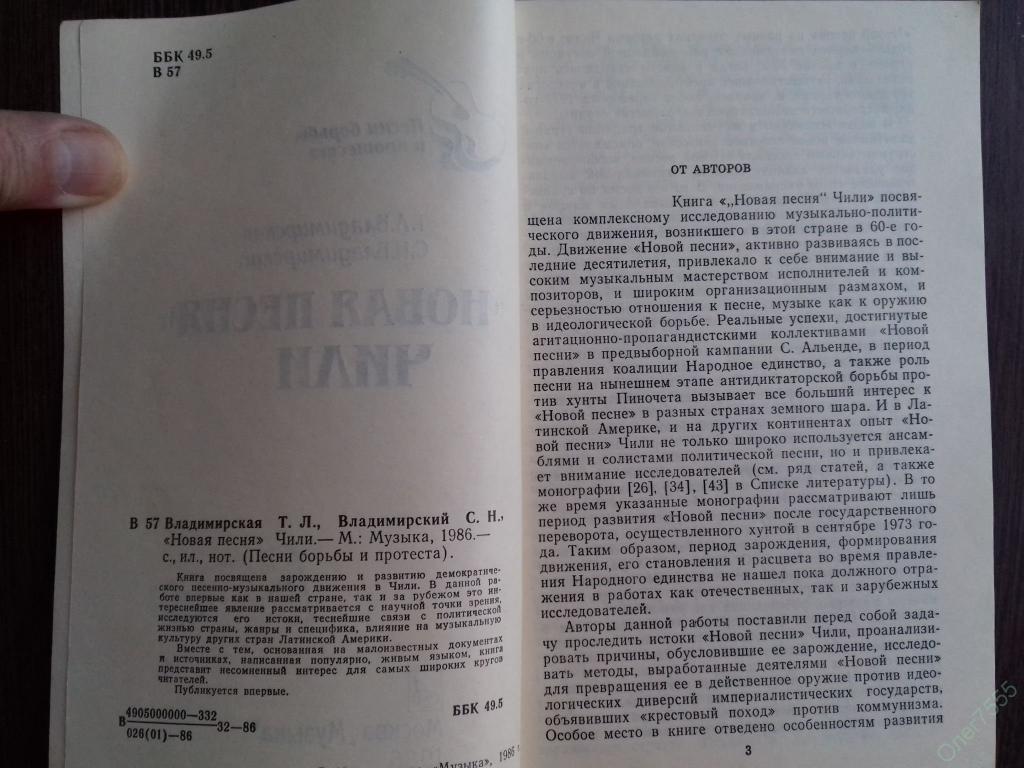 ББК 49.5
В 57
В 57 Владимирская Т. Л., Владимирский С. Н.,
«Новая песня» Чили.— М.: Музыка, 1986.—
с., ил., нот. (Песни борьбы и протеста).
Книга посвящена зарождению и развитию демократиче-
ского песенно-музыкального движения в Чили. В данной ра-
боте впервые как в нашей стране, так и за рубежом это ин-
тереснейшее явление рассматривается с научной точки зрения,
исследуются его истоки, теснейшие связи с политической
жизнью страны, жанры и специфика, влияние на музыкальную
культуру других стран Латинской Америки.
Вместе с тем, основанная на малоизвестных документах
и источниках, написанная популярно, живым языком, книга
представит несомненный интерес для самых широких кругов
читателей.
Публикуется впервые.
В 4905000000—332
026(01)—86 32—86
ББК 49.5
«Музыка», 1986
ОТ АВТОРОВ
Книга «„Новая песня“ Чили» посвя-
щена комплексному исследованию музыкально-полити-
ческого движения, возникшего в этой стране в 60-е го-
ды. Движение «Новой песни», активно развиваясь в пос-
ледние десятилетия, привлекало к себе внимание и вы-
соким музыкальным мастерством исполнителей и ком-
позиторов, и широким организационным размахом, и
серьезностью отношения к песне, музыке как к оружию
в идеологической борьбе. Реальные успехи, достигнутые
агитационно-пропагандистскими коллективами «Новой
песни» в предвыборной кампании С. Альенде, в период
правления коалиции Народное единство, а также роль
песни на нынешнем этапе антидиктаторской борьбы про-
тив хунты Пиночета вызывает все больший интерес к
«Новой песне» в разных странах земного шара. И в Ла-
тинской Америке, и на других континентах опыт «Но-
вой песни» Чили не только широко используется ансам-
блями и солистами политической песни, но и привлека-
ет внимание исследователей (см. ряд статей, а также
монографии [26], [34], [43] в Списке литературы). В то
же время указанные монографии рассматривают лишь
период развития «Новой песни» после государственного
переворота, осуществленного хунтой в сентябре 1973 го-
да. Таким образом, период зарождения, формирования
движения, его становления и расцвета во время правле-
ния Народного единства не нашел пока должного отра-
жения в работах как отечественных, так и зарубежных
исследователей.
Авторы данной работы поставили перед собой зада-
чу проследить истоки «Новой песни» Чили, проанализи-
ровать причины, обусловившие ее зарождение, исследо-
вать методы, выработанные деятелями «Новой песни»
для превращения ее в действенное оружие против идео-
логических диверсий империалистических государств,
объявивших «крестовый поход» против коммунизма.
Особое место в книге отведено особенностям развития
3
Олег7555